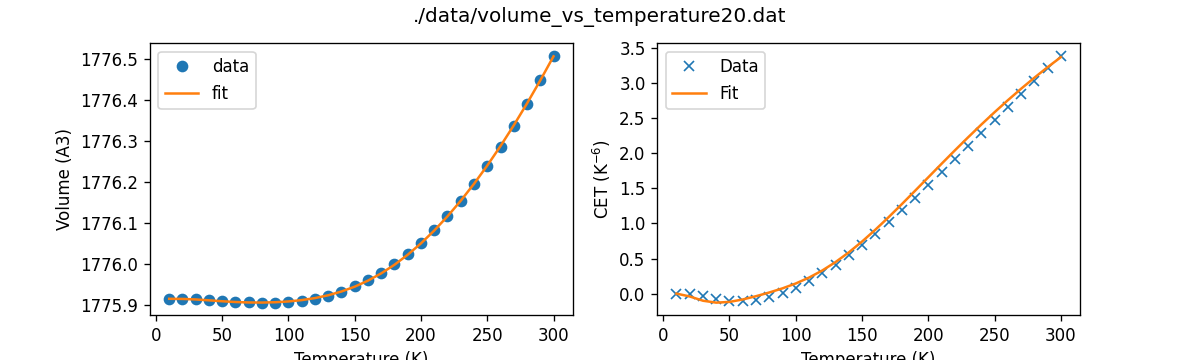 ./data/volume_vs_temperature20.dat
Volume (A3)
1776.5
1776.4
1776.3
1776.2
1776.1
1776.0
1775.9
data
fit
0 50 100 150 200 250 300
Temperature (K)
CET (K⁻⁶)
3.5
3.0
2.5
2.0
1.5
1.0
0.5
0.0
Data
Fit
0 50 100 150 200 250 300
Temperature (K)